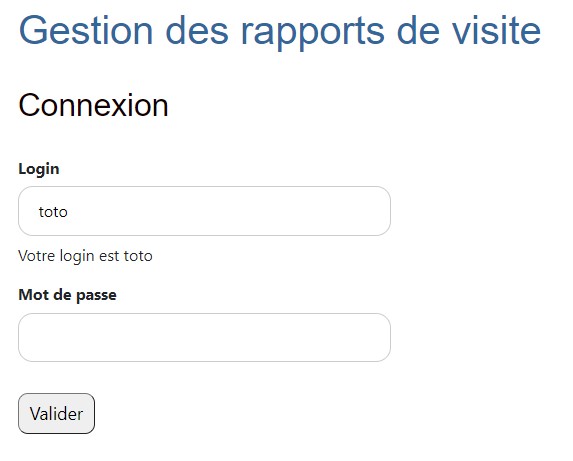 Gestion des rapports de visite
Connexion
Login
toto
Votre login est toto
Mot de passe
Valider